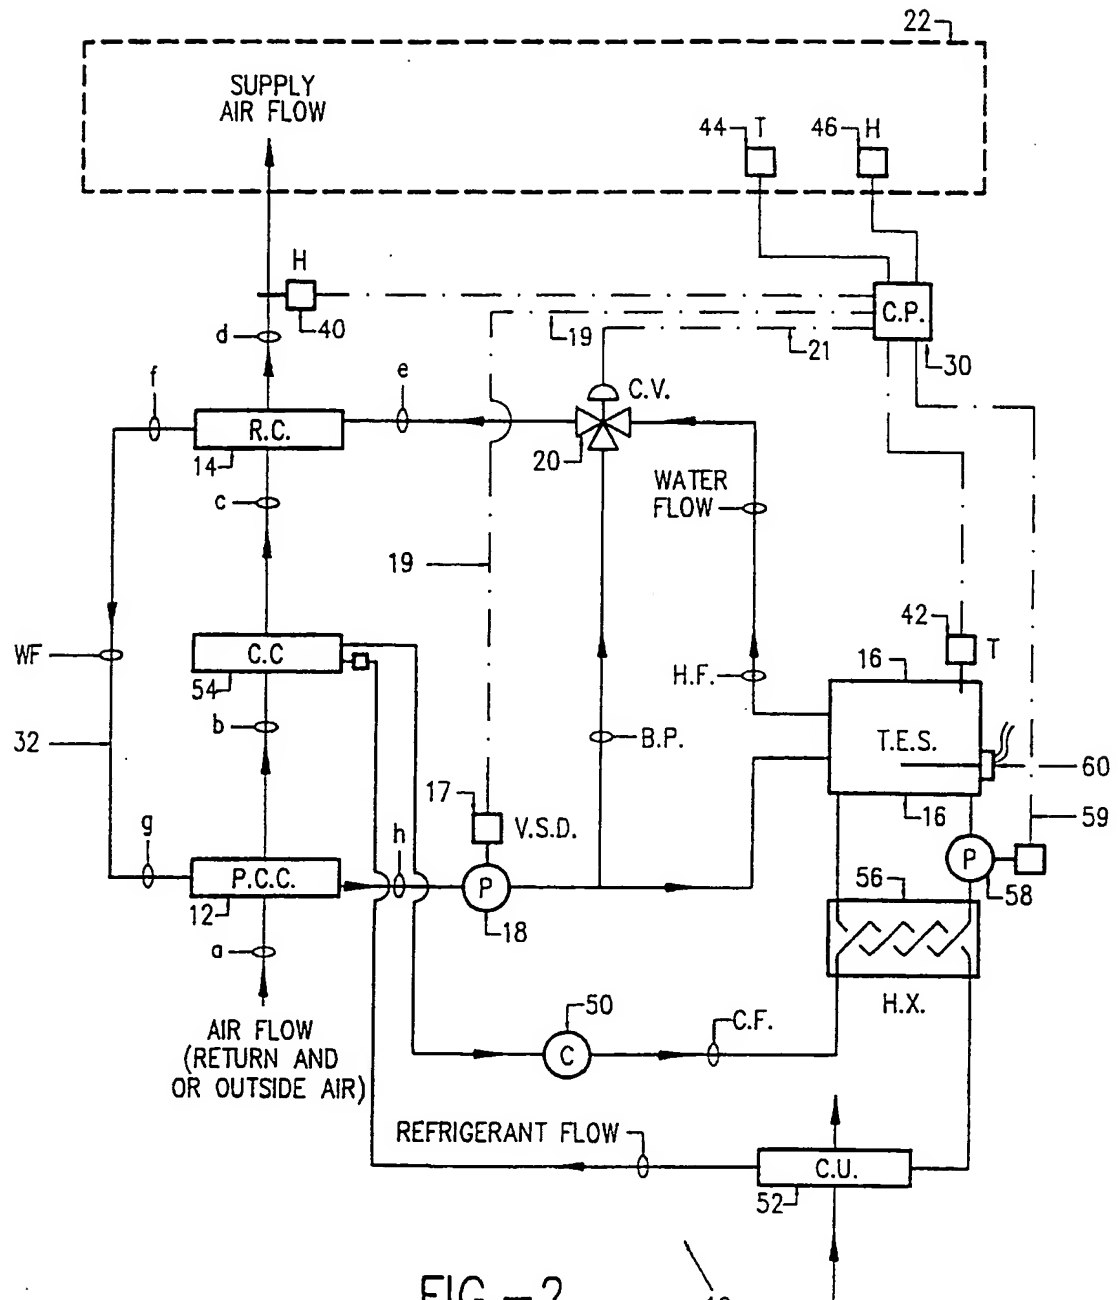 22
SUPPLY
AIR FLOW
44 T 46 H
H
40
C.P.
19
21
30
d
f
e
C.V.
R.C.
14
20
c
WATER
FLOW
19
42
T
WF
C.C
54
16
H.F.
b
32
B.P.
T.E.S.
60
17
V.S.D.
16
59
g
h
P
P.C.C.
P
56
58
12
18
a
H.X.
AIR FLOW
(RETURN AND
OR OUTSIDE AIR)
50
C.F.
C
REFRIGERANT FLOW
C.U.
52
FIG-2